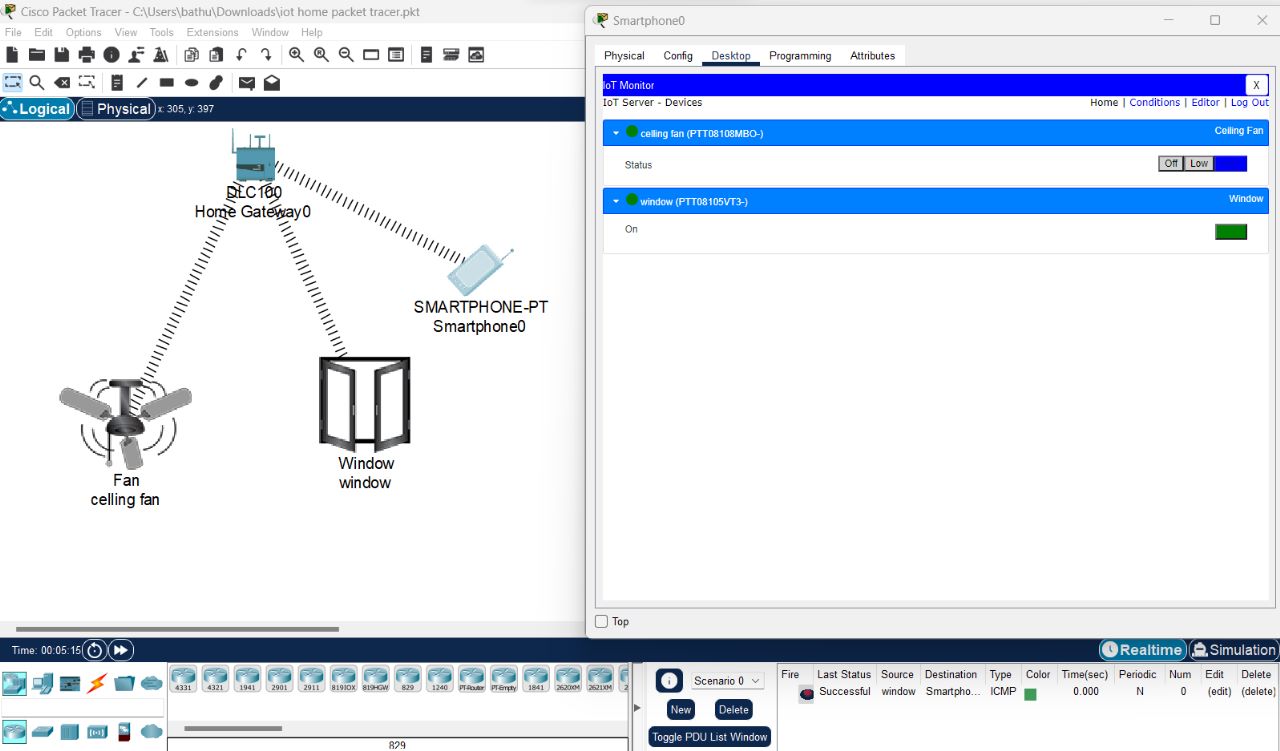 Cisco Packet Tracer - C:\Users\bathu\Downloads\iot home packet tracer.pkt
File Edit Options View Tools Extensions Window Help
Logical Physical x: 305, y: 397
DLC100
Home Gateway0
SMARTPHONE-PT
Smartphone0
Fan
celling fan
Window
window
Smartphone0
Physical Config Desktop Programming Attributes
IoT Monitor X
IoT Server - Devices Home | Conditions | Editor | Log Out
celling fan (PTT08108MBO-) Ceiling Fan
Status Off Low
window (PTT08105VT3-) Window
On
Top
Time: 00:05:15 Realtime Simulation
4331 4321 1941 2901 2911 819IOX 819HGW 829 1240 PT-Router PT-Empty 1841 2620XM 2621XM 2
829
Scenario 0
New Delete
Toggle PDU List Window
Fire Last Status Source Destination Type Color Time(sec) Periodic Num Edit Delete
Successful window Smartpho... ICMP 0.000 N 0 (edit) (delete)